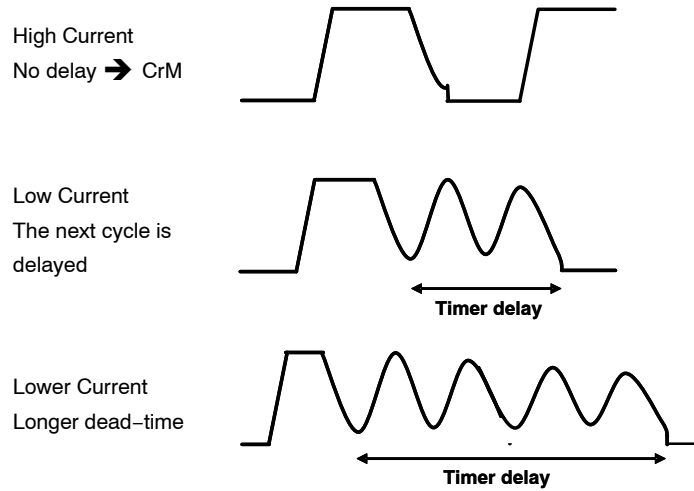 High Current
No delay ➔ CrM
Low Current
The next cycle is
delayed
Timer delay
Lower Current
Longer dead−time
Timer delay